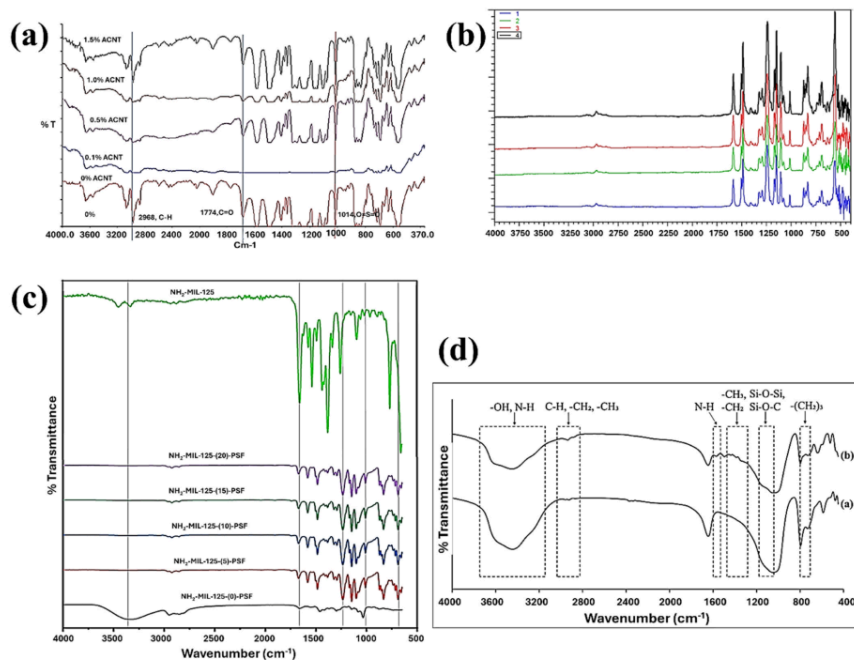 (a)
1.5% ACNT
1.0% ACNT
0.5% ACNT
% T
0.1% ACNT
0% ACNT
0%
2968, C-H
1774,C=O
1014,O=S=O
4000.0 3600 3200 2800 2400 2000 1800 1600 1400 1200 1000 800 600 370.0
Cm-1
(b)
1
2
3
4
4000 3750 3500 3250 3000 2750 2500 2250 2000 1750 1500 1250 1000 750 500
(c)
NH₂-MIL-125
NH₂-MIL-125-(20)-PSF
NH₂-MIL-125-(15)-PSF
NH₂-MIL-125-(10)-PSF
NH₂-MIL-125-(5)-PSF
NH₂-MIL-125-(0)-PSF
% Transmittance
4000 3500 3000 2500 2000 1500 1000 500
Wavenumber (cm⁻¹)
(d)
-OH, N-H
C-H, -CH₂, -CH₃
N-H
-CH₃, Si-O-Si,
-CH₂ Si-O-C
-(CH₂)₃
(b)
(a)
% Transmittance
4000 3600 3200 2800 2400 2000 1600 1200 800 400
Wavenumber (cm⁻¹)